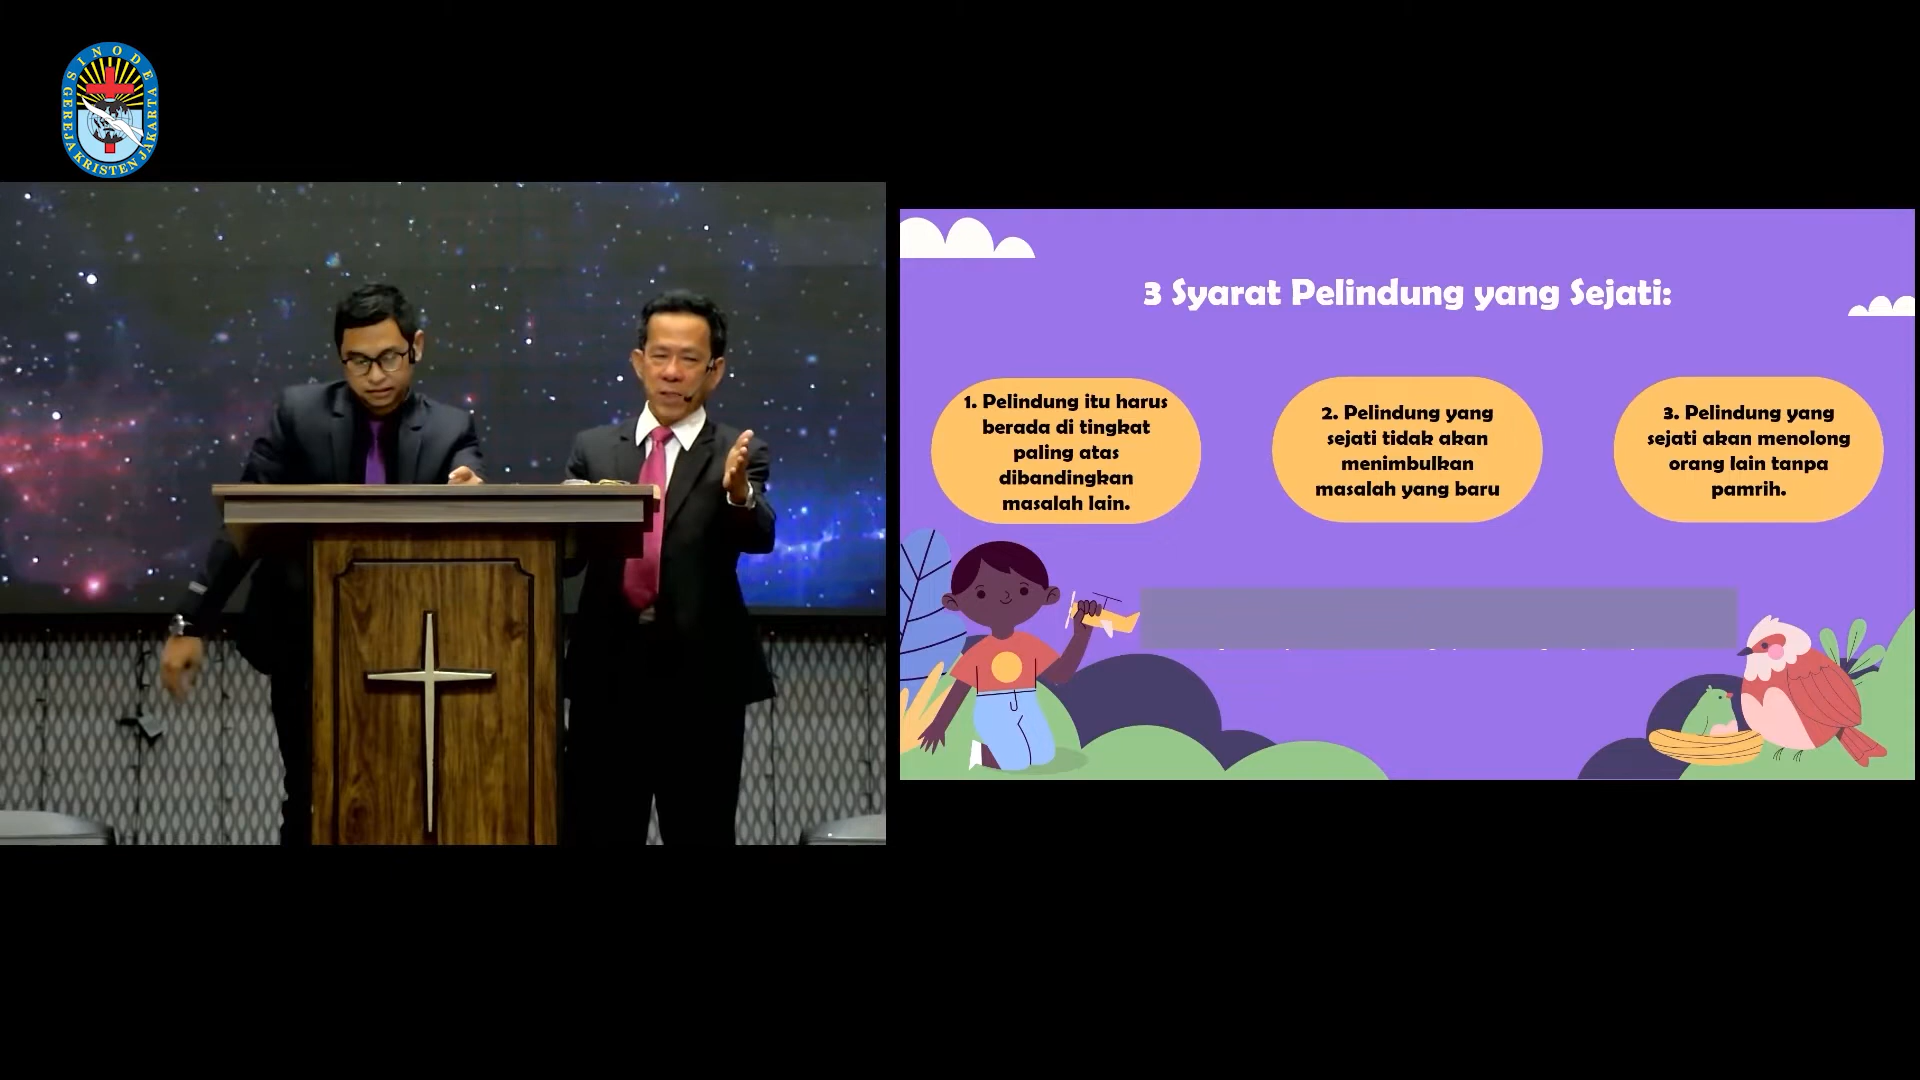 SINODE
GEREJA KRISTEN JAKARTA
3 Syarat Pelindung yang Sejati:
1. Pelindung itu harus
berada di tingkat
paling atas
dibandingkan
masalah lain.
2. Pelindung yang
sejati tidak akan
menimbulkan
masalah yang baru
3. Pelindung yang
sejati akan menolong
orang lain tanpa
pamrih.